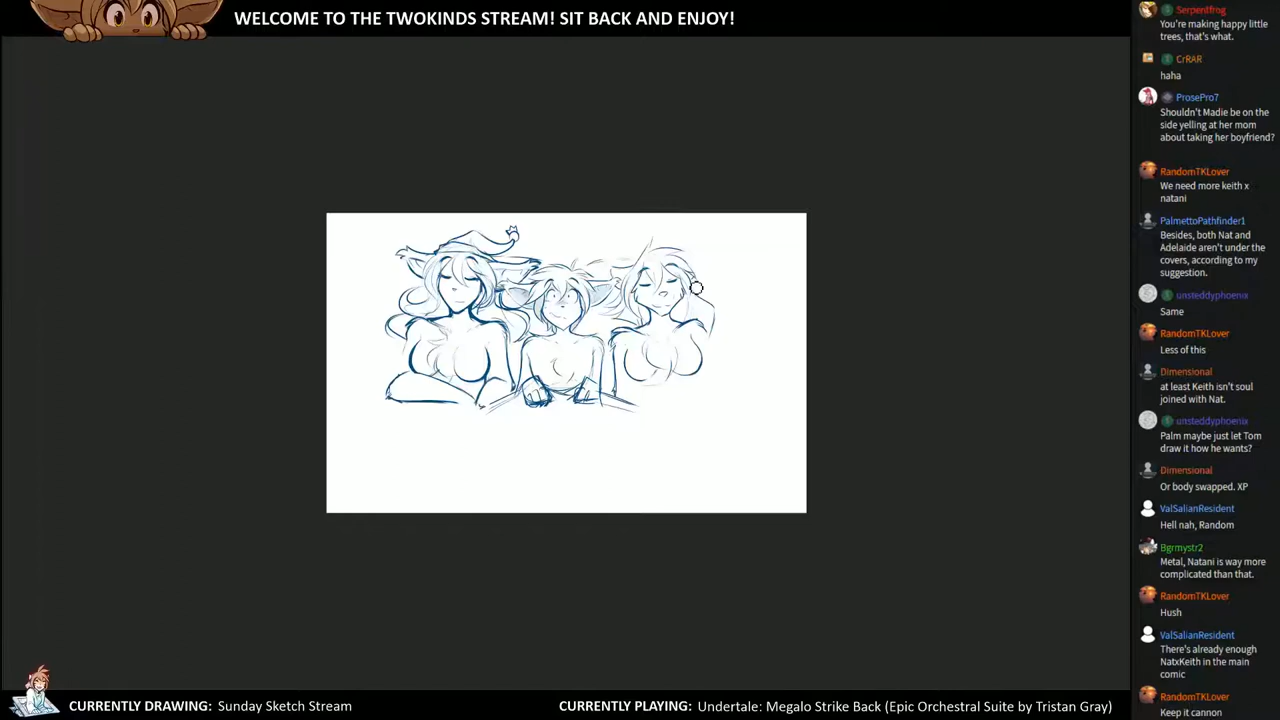 WELCOME TO THE TWOKINDS STREAM! SIT BACK AND ENJOY!
Serpentfrog
You're making happy little
trees, that's what.
CrRAR
haha
ProsePro7
Shouldn't Madie be on the
side yelling at her mom
about taking her boyfriend?
RandomTKLover
We need more keith x
natani
PalmettoPathfinder1
Besides, both Nat and
Adelaide aren't under the
covers, according to my
suggestion.
unsteddyphoenix
Same
RandomTKLover
Less of this
Dimensional
at least Keith isn't soul
joined with Nat.
unsteddyphoenix
Palm maybe just let Tom
draw it how he wants?
Dimensional
Or body swapped. XP
ValSalianResident
Hell nah, Random
Bgrmystr2
Metal, Natani is way more
complicated than that.
RandomTKLover
Hush
ValSalianResident
There's already enough
NatxKeith in the main
comic
RandomTKLover
Keep it cannon
CURRENTLY DRAWING: Sunday Sketch Stream
CURRENTLY PLAYING: Undertale: Megalo Strike Back (Epic Orchestral Suite by Tristan Gray)